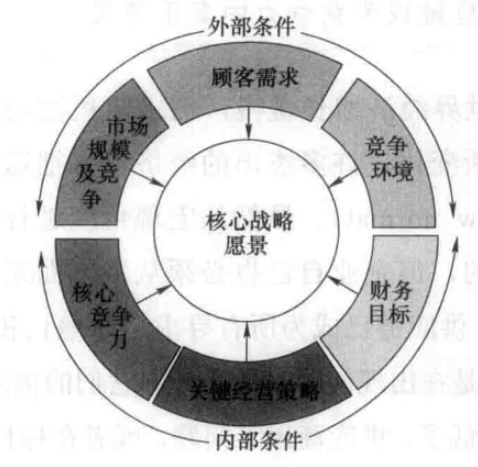 外部条件
顾客需求
市场
规模
及竞
争
竞争
环境
核心战略
愿景
核心
竞争
力
财务
目标
关键经营策略
内部条件